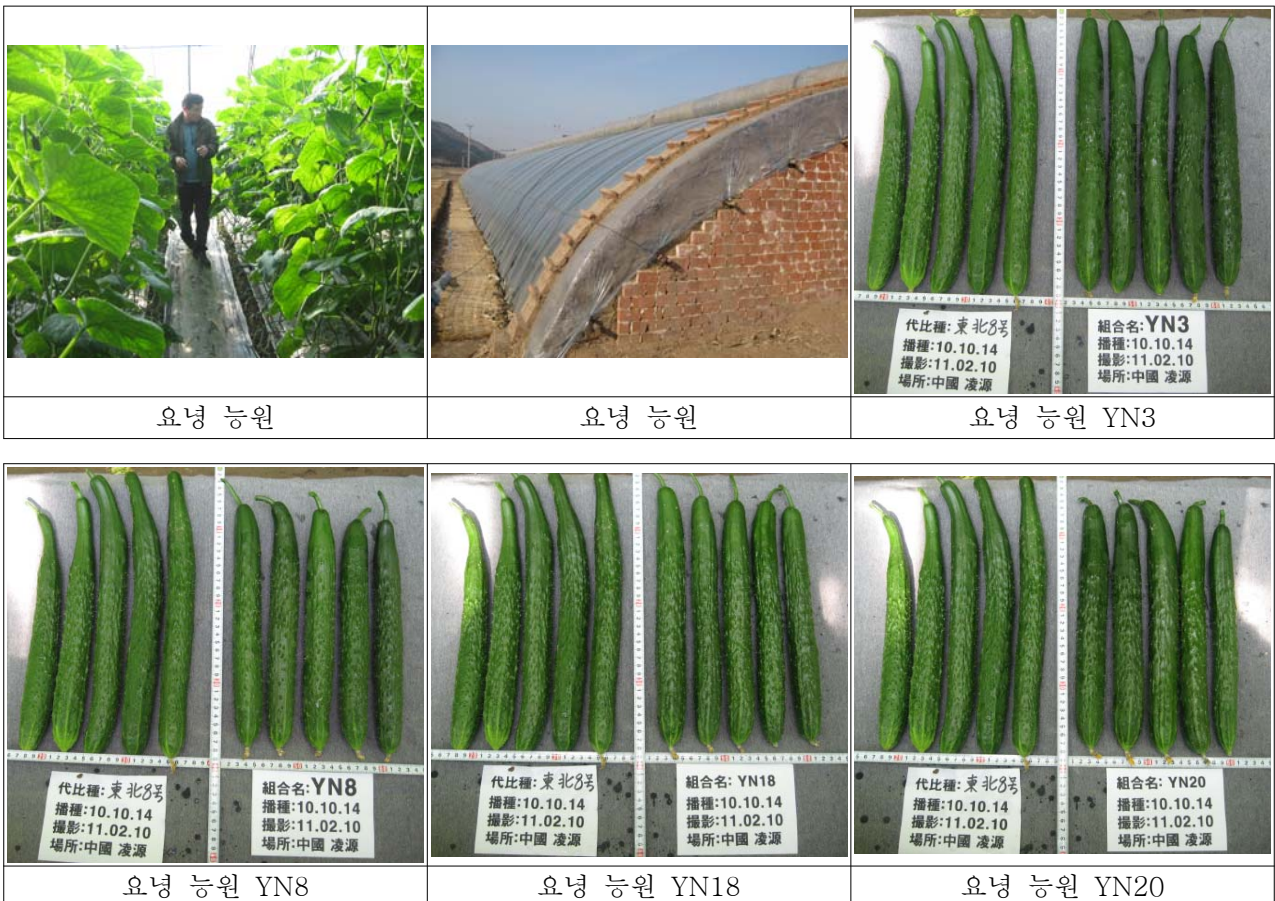 代比種:東北8号
播種:10.10.14
撮影:11.02.10
場所:中國 凌源
組合名:YN3
播種:10.10.14
撮影:11.02.10
場所:中國 凌源
요녕 능원
요녕 능원
요녕 능원 YN3
代比種:東北8号
播種:10.10.14
撮影:11.02.10
場所:中國 凌源
組合名:YN8
播種:10.10.14
撮影:11.02.10
場所:中國 凌源
代比種:東北8号
播種:10.10.14
撮影:11.02.10
場所:中國 凌源
組合名:YN18
播種:10.10.14
撮影:11.02.10
場所:中國 凌源
代比種:東北8号
播種:10.10.14
撮影:11.02.10
場所:中國 凌源
組合名:YN20
播種:10.10.14
撮影:11.02.10
場所:中國 凌源
요녕 능원 YN8
요녕 능원 YN18
요녕 능원 YN20